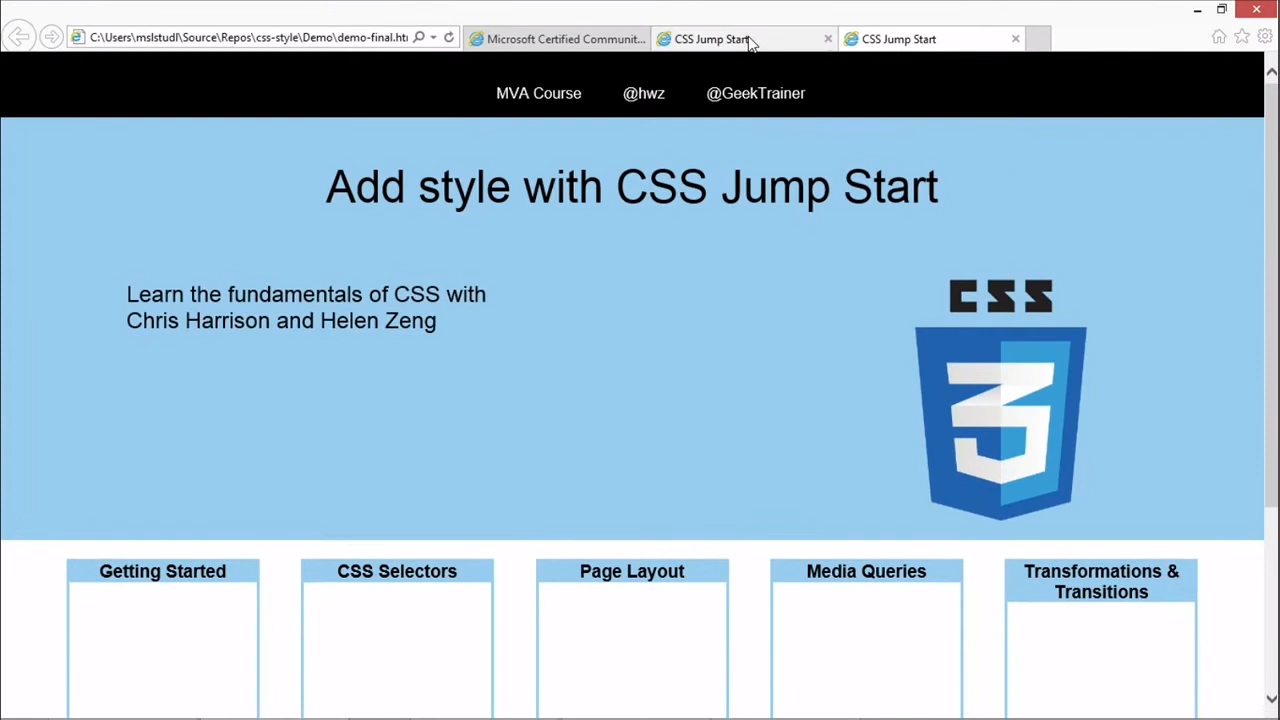 C:\Users\mslstudl\Source\Repos\css-style\Demo\demo-final.htm
Microsoft Certified Communit...
CSS Jump Start
CSS Jump Start
MVA Course @hwz @GeekTrainer
Add style with CSS Jump Start
Learn the fundamentals of CSS with
Chris Harrison and Helen Zeng
CSS
3
Getting Started
CSS Selectors
Page Layout
Media Queries
Transformations &
Transitions